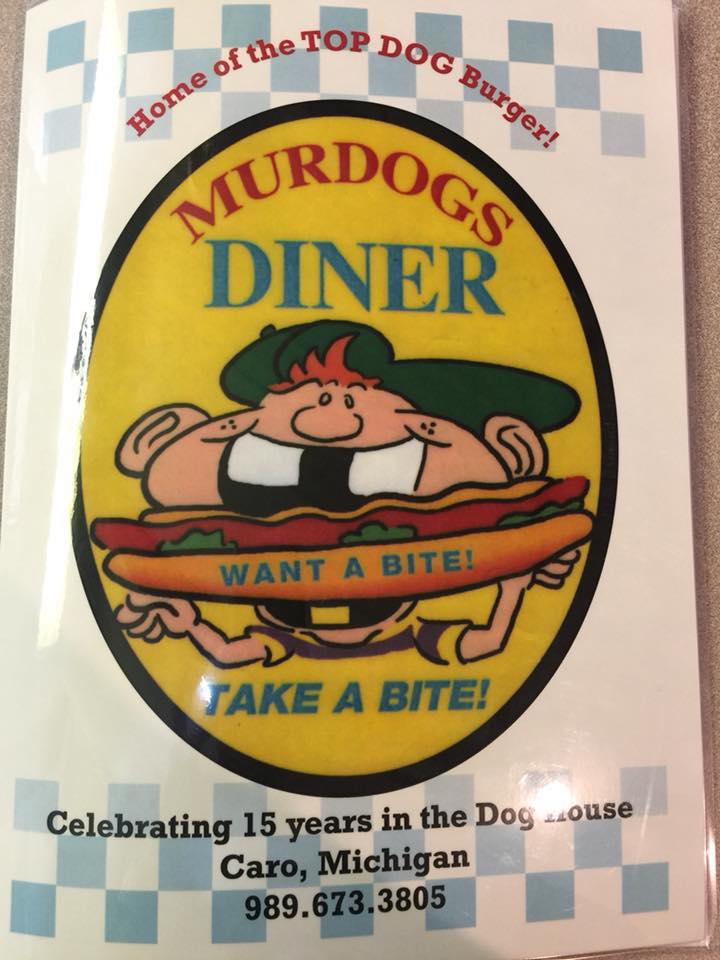 Home of the TOP DOG Burger!
MURDOGS
DINER
WANT A BITE!
TAKE A BITE!
Celebrating 15 years in the Dog House
Caro, Michigan
989.673.3805